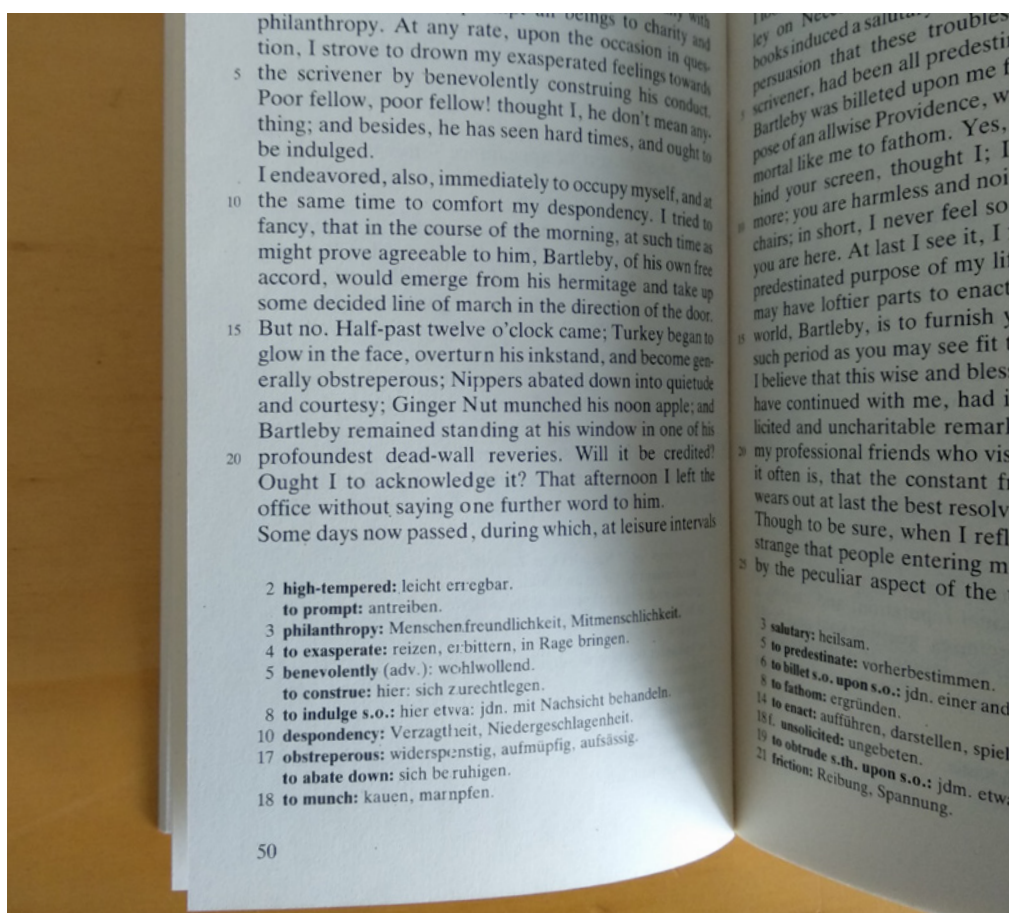 beings to charity and
philanthropy. At any rate, upon the occasion in ques-
tion, I strove to drown my exasperated feelings towards
5 the scrivener by benevolently construing his conduct.
Poor fellow, poor fellow! thought I, he don't mean any-
thing; and besides, he has seen hard times, and ought to
be indulged.
I endeavored, also, immediately to occupy myself, and at
10 the same time to comfort my despondency. I tried to
fancy, that in the course of the morning, at such time as
might prove agreeable to him, Bartleby, of his own free
accord, would emerge from his hermitage and take up
some decided line of march in the direction of the door.
15 But no. Half-past twelve o'clock came; Turkey began to
glow in the face, overturn his inkstand, and become gen-
erally obstreperous; Nippers abated down into quietude
and courtesy; Ginger Nut munched his noon apple; and
Bartleby remained standing at his window in one of his
20 profoundest dead-wall reveries. Will it be credited?
Ought I to acknowledge it? That afternoon I left the
office without saying one further word to him.
Some days now passed, during which, at leisure intervals
2 high-tempered: leicht erregbar.
to prompt: antreiben.
3 philanthropy: Menschenfreundlichkeit, Mitmenschlichkeit.
4 to exasperate: reizen, erbittern, in Rage bringen.
5 benevolently (adv.): wohlwollend.
to construe: hier: sich zurechtlegen.
8 to indulge s.o.: hier etwa: jdn. mit Nachsicht behandeln.
10 despondency: Verzagtheit, Niedergeschlagenheit.
17 obstreperous: widerspenstig, aufmüpfig, aufsässig.
to abate down: sich beruhigen.
18 to munch: kauen, mampfen.
50
ley on
books induced a salutary
persuasion that these troubles
scrivener, had been all predesti
Bartleby was billeted upon me f
pose of an allwise Providence, w
mortal like me to fathom. Yes,
hind your screen, thought I; I
10 more; you are harmless and noi
chairs; in short, I never feel so
you are here. At last I see it, I
predestinated purpose of my lif
may have loftier parts to enact
15 world, Bartleby, is to furnish y
such period as you may see fit t
I believe that this wise and bless
have continued with me, had i
licited and uncharitable remark
20 my professional friends who vis
it often is, that the constant fr
wears out at last the best resolv
Though to be sure, when I refl
strange that people entering m
25 by the peculiar aspect of the
3 salutary: heilsam.
5 to predestinate: vorherbestimmen.
6 to billet s.o. upon s.o.: jdn. einer and
8 to fathom: ergründen.
14 to enact: aufführen, darstellen, spiel
18f. unsolicited: ungebeten.
19 to obtrude s.th. upon s.o.: jdm. etw
21 friction: Reibung, Spannung.